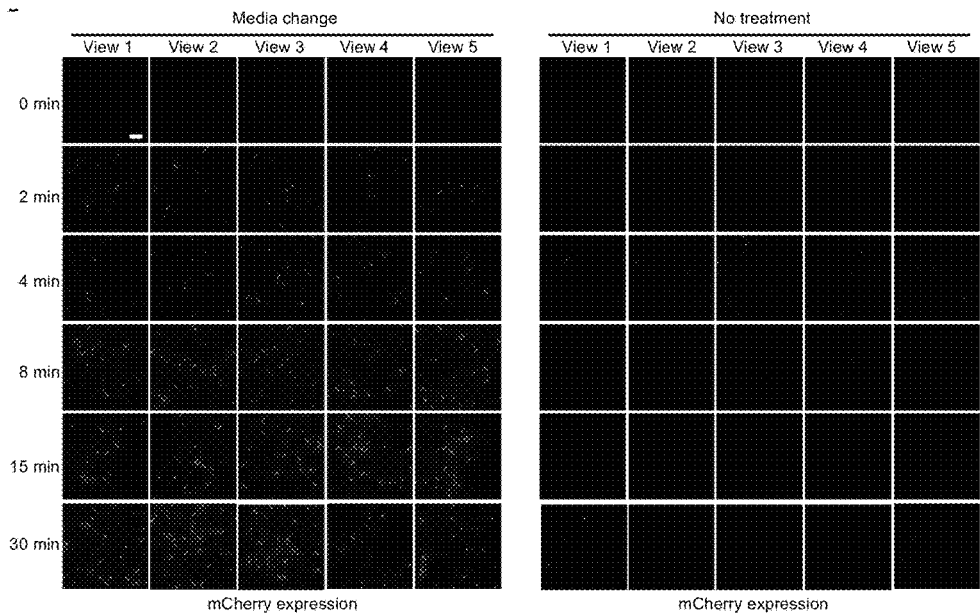 Media change No treatment
View 1 View 2 View 3 View 4 View 5 View 1 View 2 View 3 View 4 View 5
0 min
2 min
4 min
8 min
15 min
30 min
mCherry expression mCherry expression